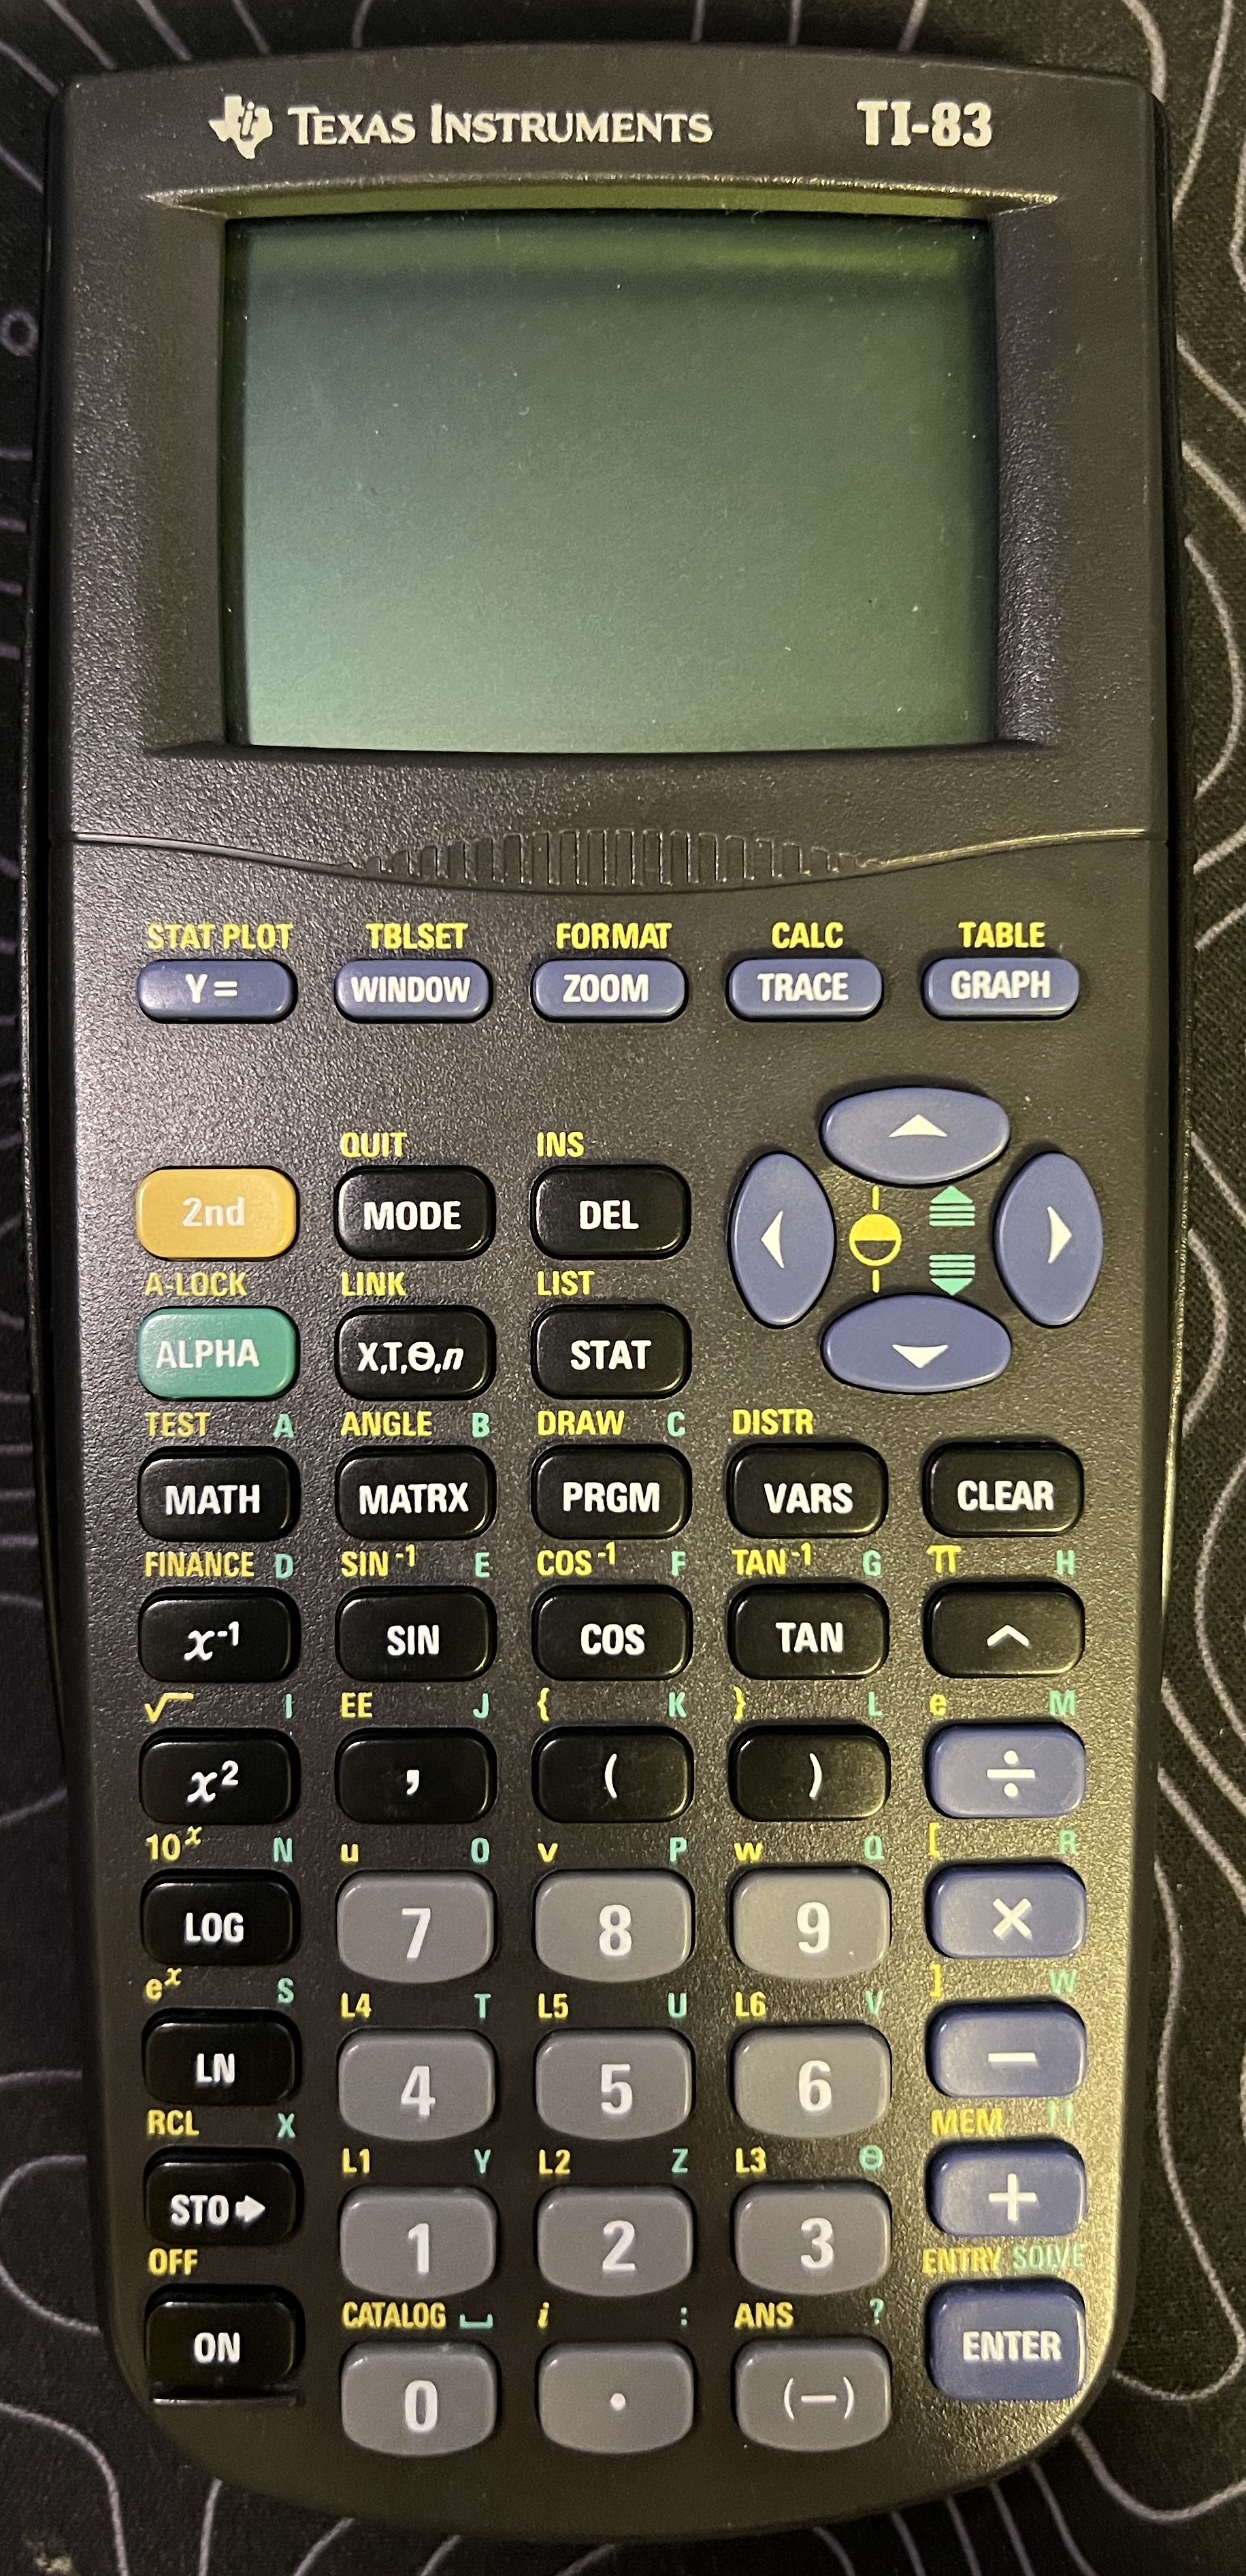 TEXAS INSTRUMENTS TI-83
STAT PLOT TBLSET FORMAT CALC TABLE
Y= WINDOW ZOOM TRACE GRAPH
QUIT INS
2nd MODE DEL
A-LOCK LINK LIST
ALPHA X,T,Θ,n STAT
TEST A ANGLE B DRAW C DISTR
MATH MATRX PRGM VARS CLEAR
FINANCE D SIN⁻¹ E COS⁻¹ F TAN⁻¹ G π H
x⁻¹ SIN COS TAN ^
√ I EE J { K } L e M
x² , ( ) ÷
10ˣ N u O v P w Q [ R
LOG 7 8 9 ×
eˣ S L4 T L5 U L6 V ] W
LN 4 5 6 −
RCL X L1 Y L2 Z L3 Θ MEM "
STO➡ 1 2 3 +
OFF CATALOG ⎵ i : ANS ? ENTRY SOLVE
ON 0 . (−) ENTER